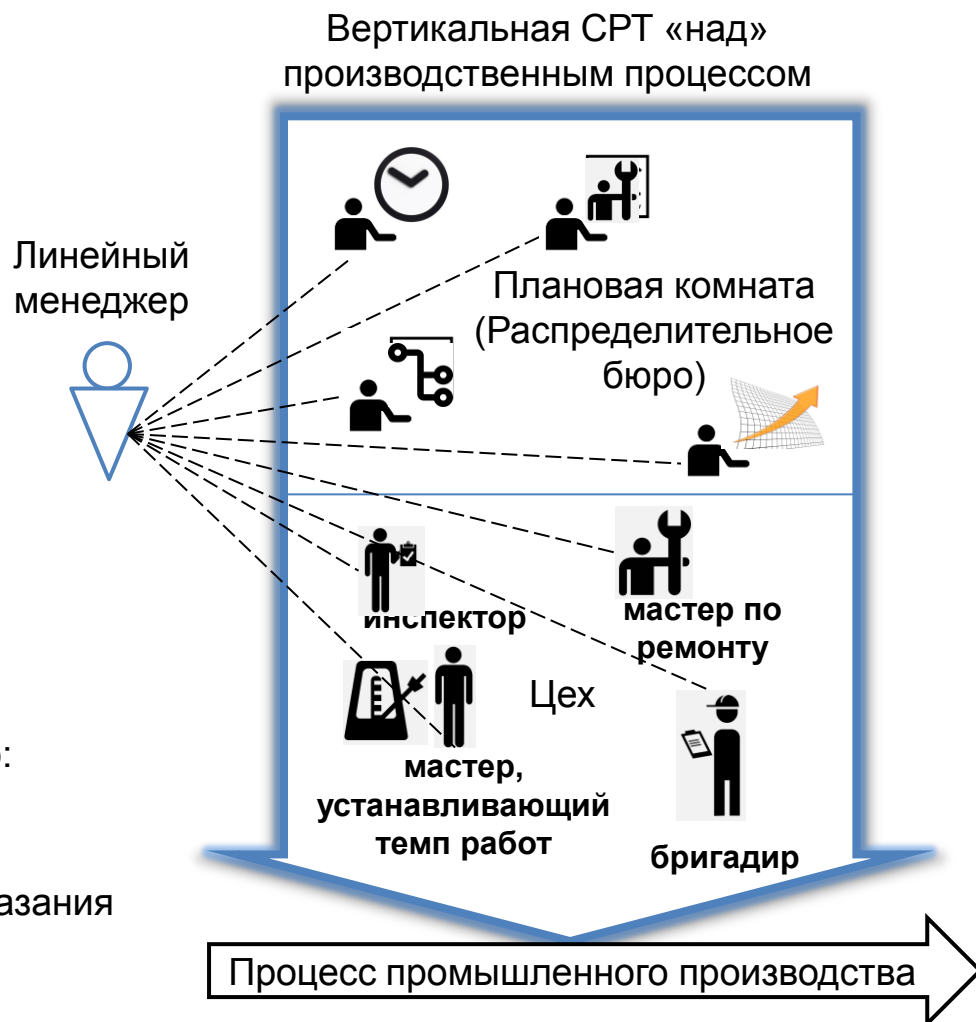 Вертикальная СРТ «над»
производственным процессом
Линейный
менеджер
Плановая комната
(Распределительное
бюро)
инспектор
мастер по
ремонту
Цех
мастер,
устанавливающий
темп работ
бригадир
Процесс промышленного производства